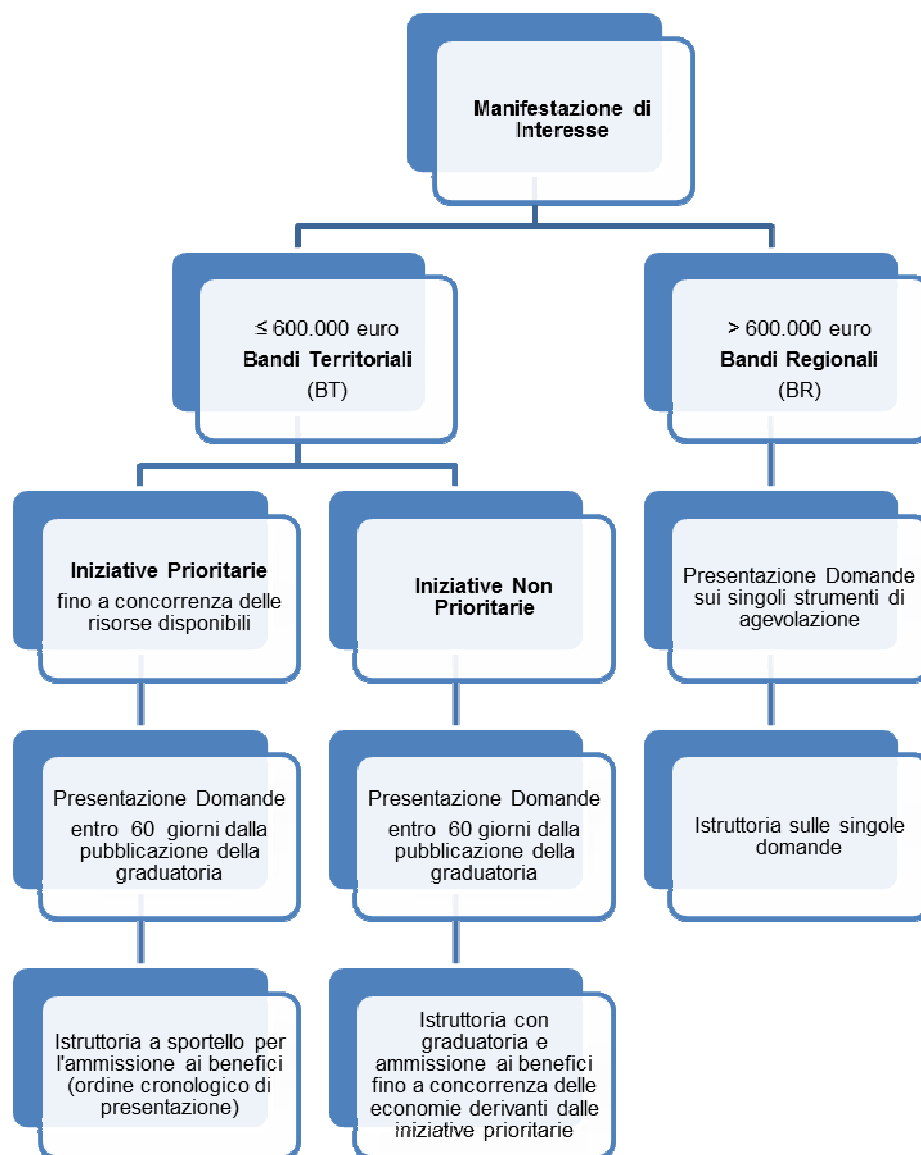 Manifestazione di
Interesse
≤ 600.000 euro
Bandi Territoriali
(BT)
> 600.000 euro
Bandi Regionali
(BR)
Iniziative Prioritarie
fino a concorrenza delle
risorse disponibili
Iniziative Non
Prioritarie
Presentazione Domande
sui singoli strumenti di
agevolazione
Presentazione Domande
entro 60 giorni dalla
pubblicazione della
graduatoria
Presentazione Domande
entro 60 giorni dalla
pubblicazione della
graduatoria
Istruttoria sulle singole
domande
Istruttoria a sportello per
l'ammissione ai benefici
(ordine cronologico di
presentazione)
Istruttoria con
graduatoria e
ammissione ai benefici
fino a concorrenza delle
economie derivanti dalle
iniziative prioritarie